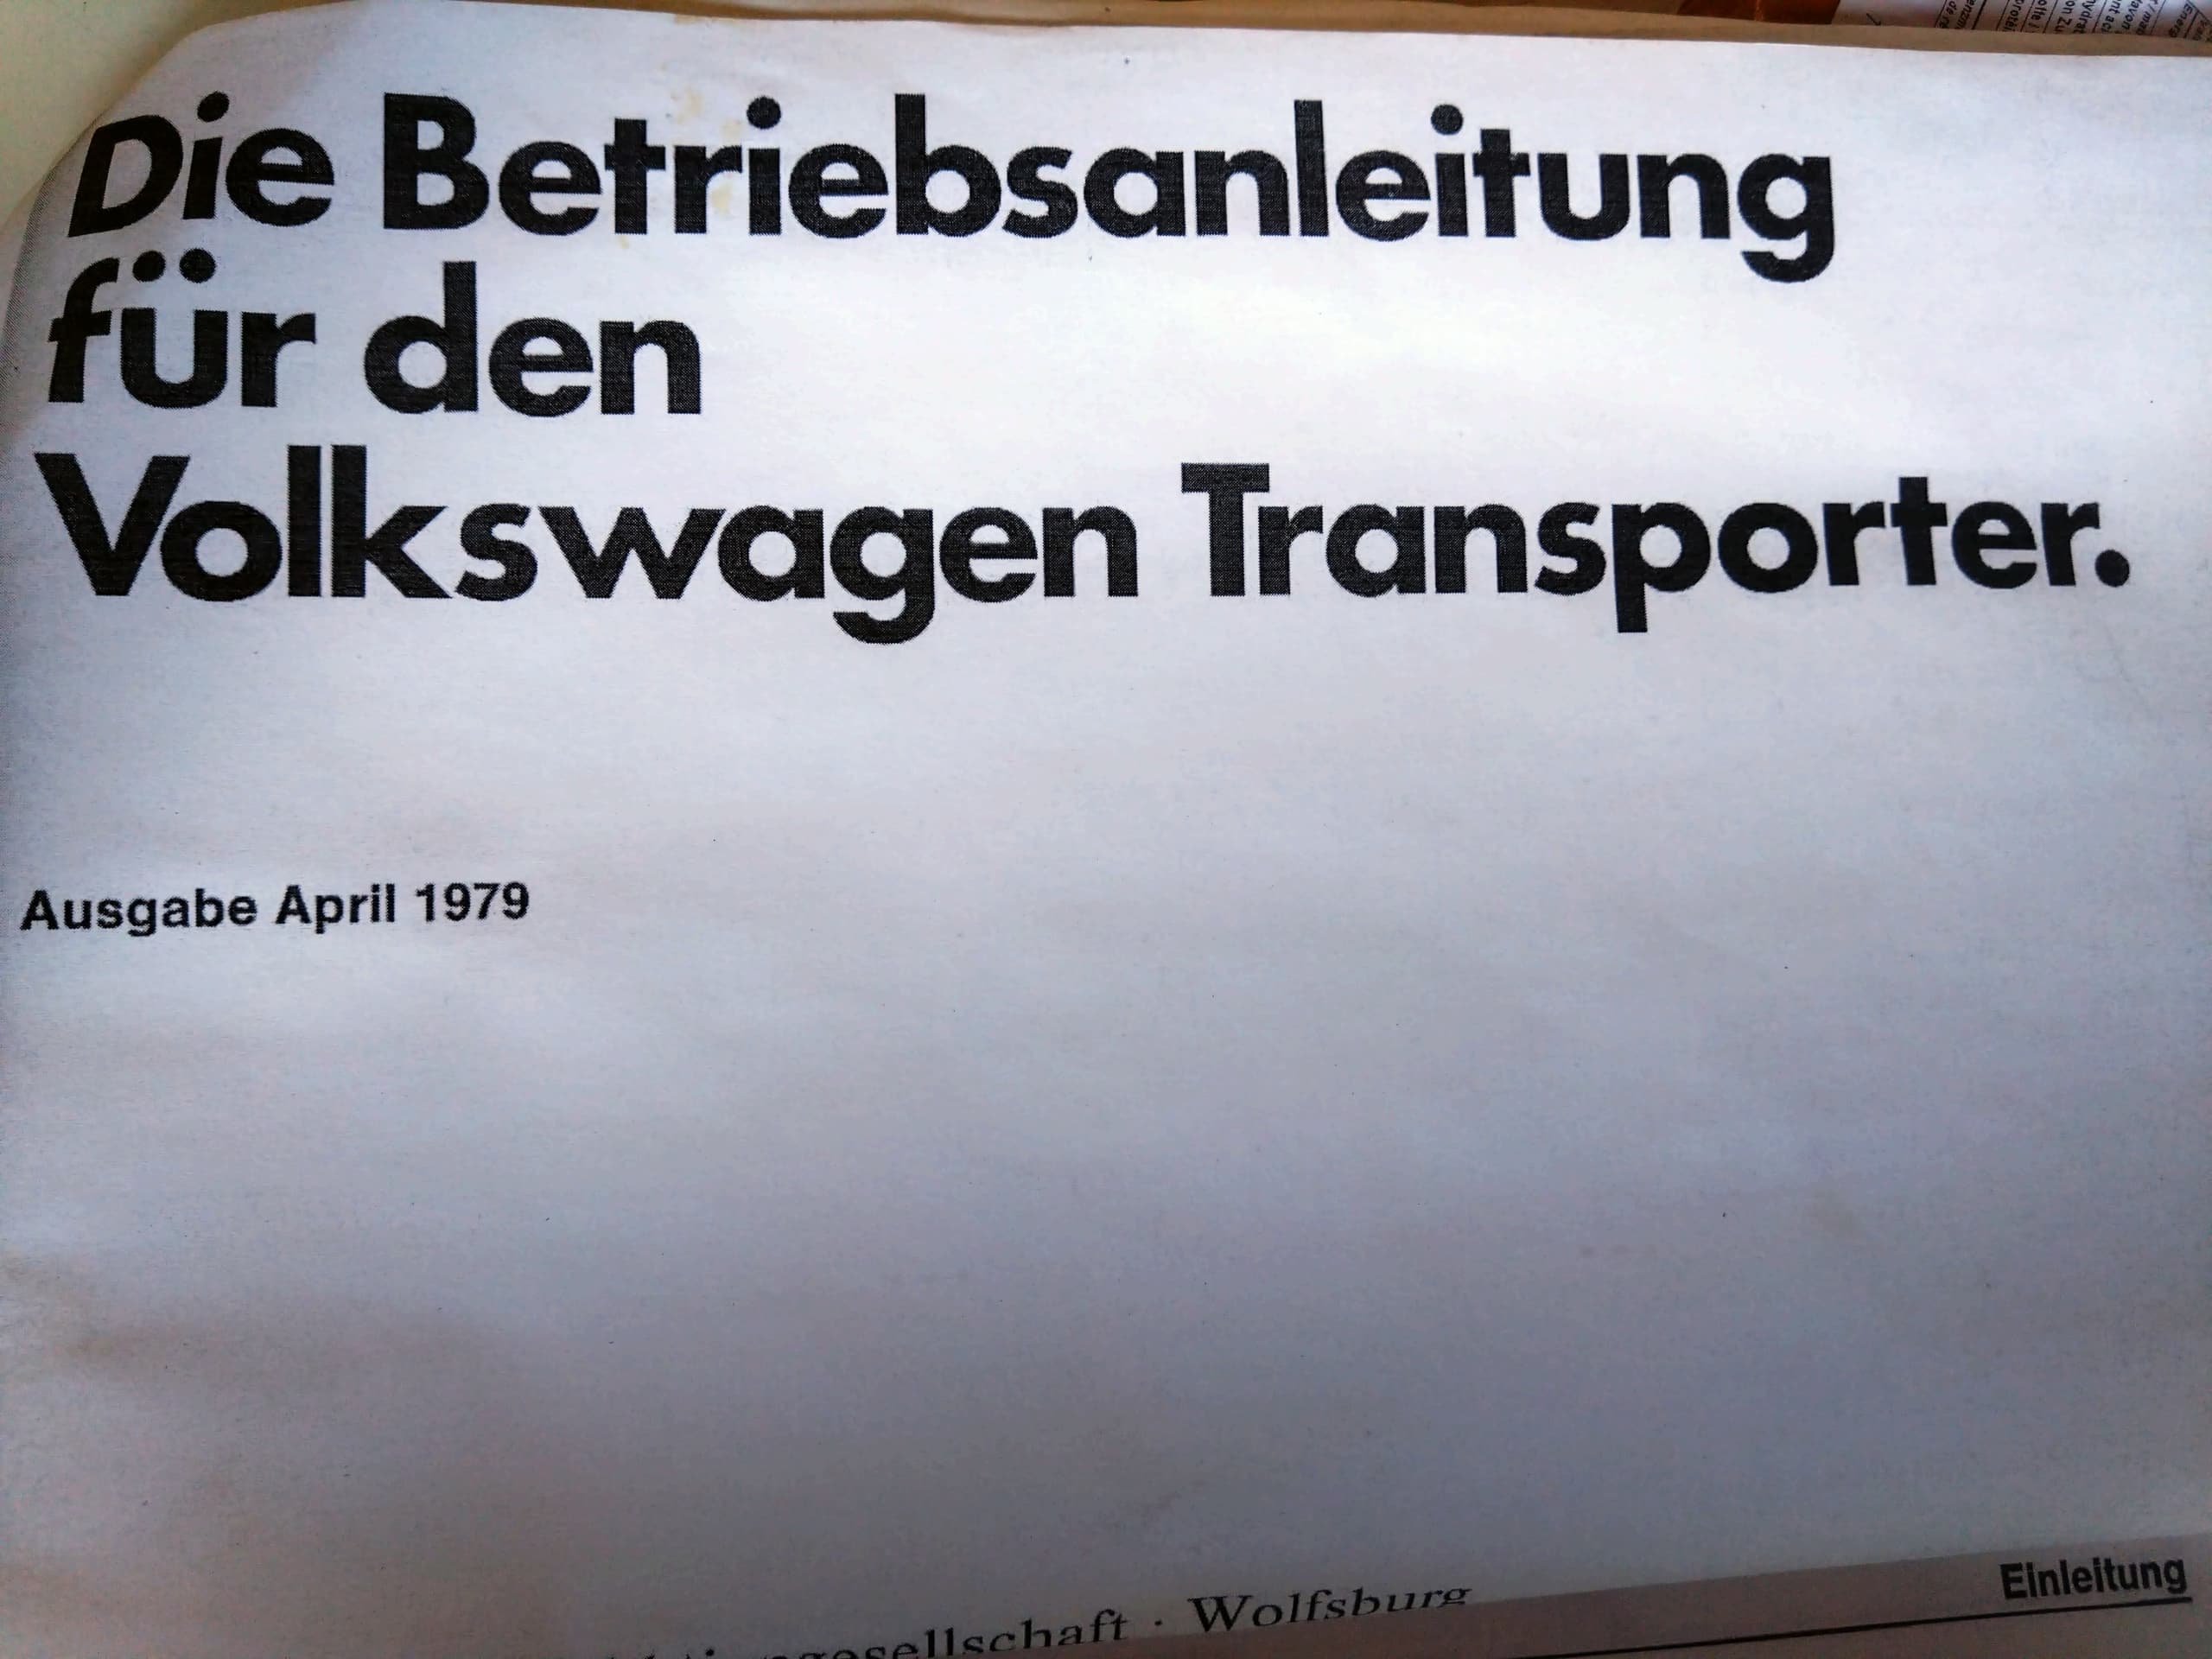 Die Betriebsanleitung
für den
Volkswagen Transporter.
Ausgabe April 1979
Wolfsburg
Einleitung